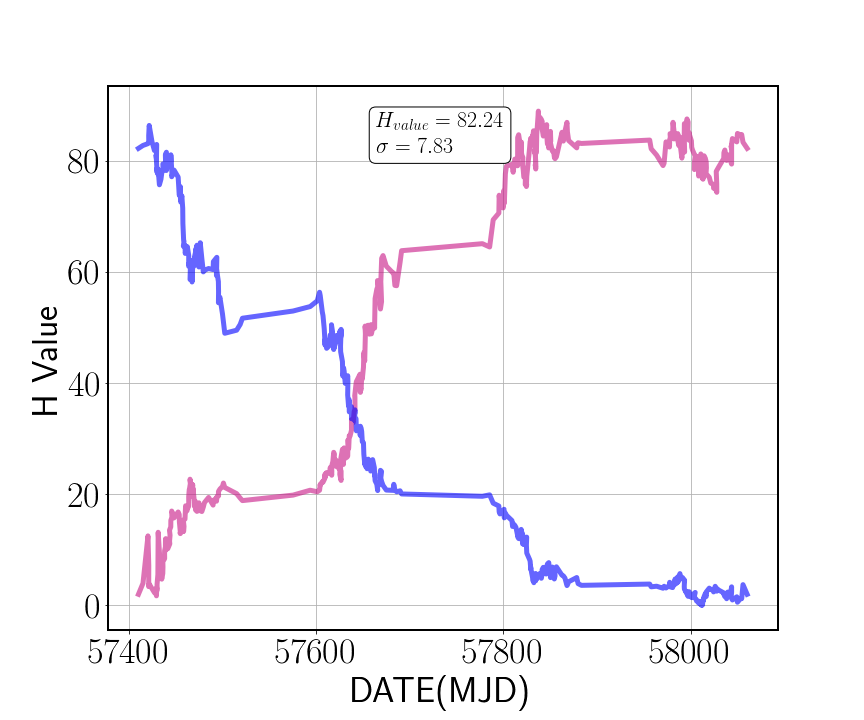 H_{value} = 82.24
σ = 7.83
80
60
40
20
0
H Value
57400 57600 57800 58000
DATE(MJD)